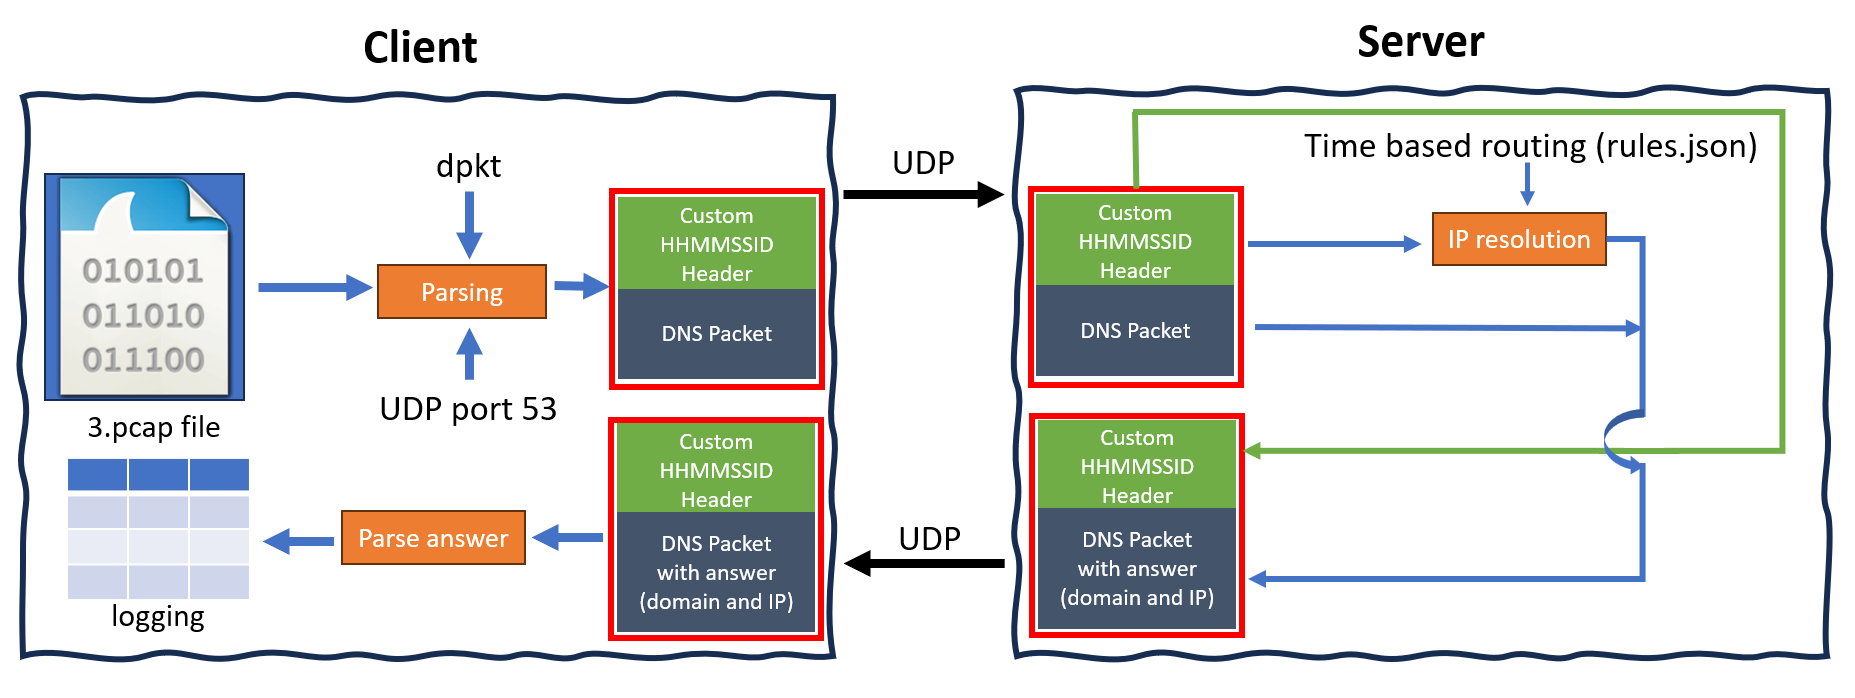 Client
Server
010101
011010
011100
3.pcap file
dpkt
Parsing
UDP port 53
Custom
HHMMSSID
Header
DNS Packet
UDP
Custom
HHMMSSID
Header
DNS Packet
Time based routing (rules.json)
IP resolution
Custom
HHMMSSID
Header
DNS Packet
with answer
(domain and IP)
UDP
Custom
HHMMSSID
Header
DNS Packet
with answer
(domain and IP)
Parse answer
logging